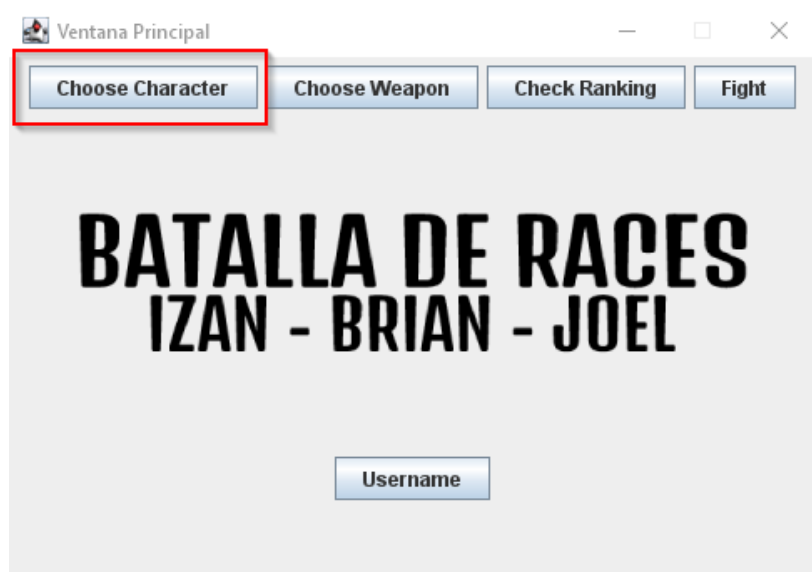 Ventana Principal
Choose Character Choose Weapon Check Ranking Fight
BATALLA DE RACES
IZAN - BRIAN - JOEL
Username